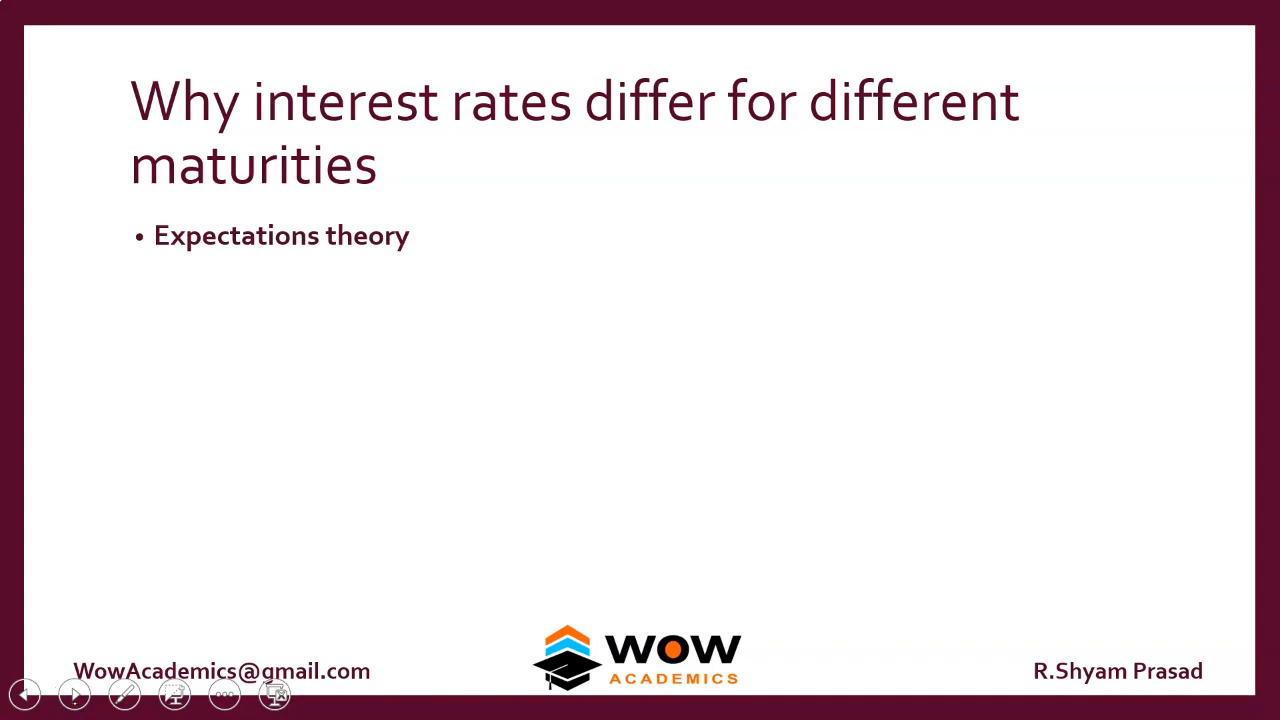 Why interest rates differ for different
maturities
• Expectations theory
WowAcademics@gmail.com
WOW
ACADEMICS
R.Shyam Prasad